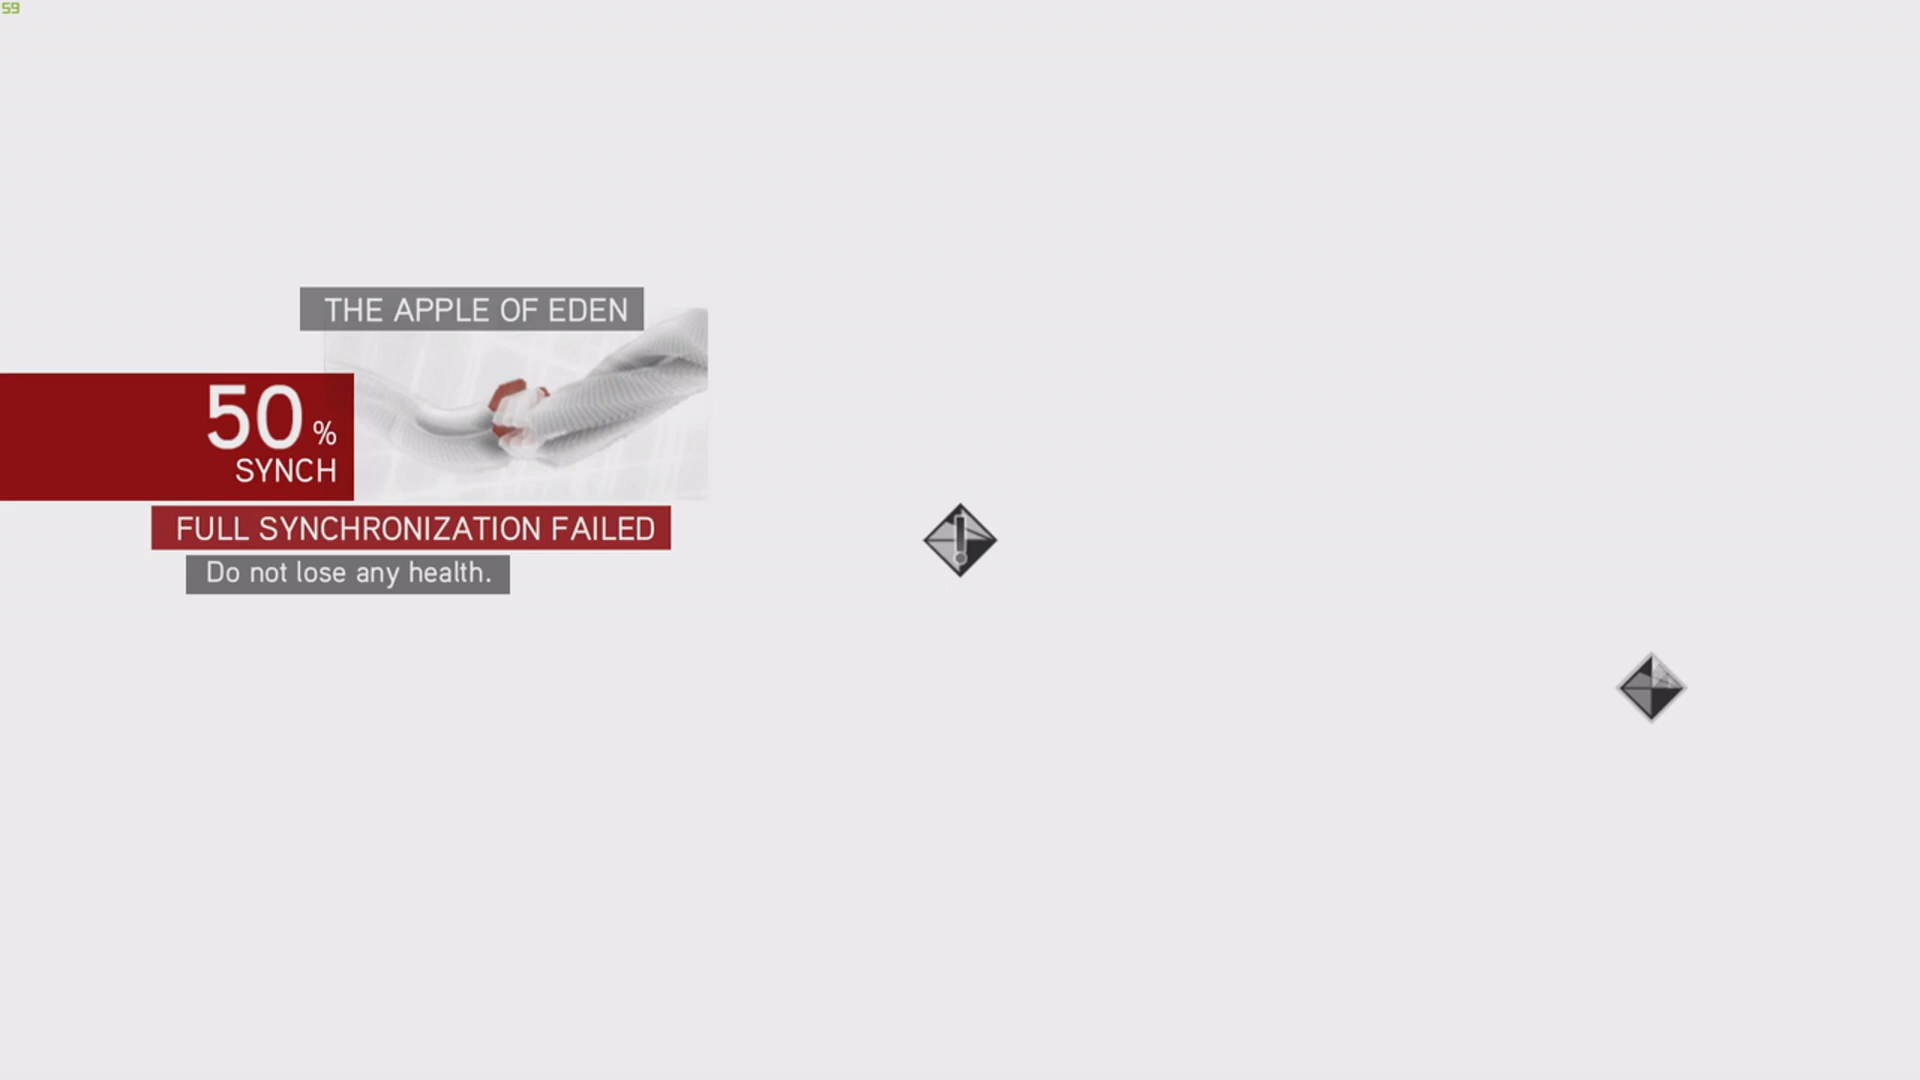 59
THE APPLE OF EDEN
50 %
SYNCH
FULL SYNCHRONIZATION FAILED
Do not lose any health.